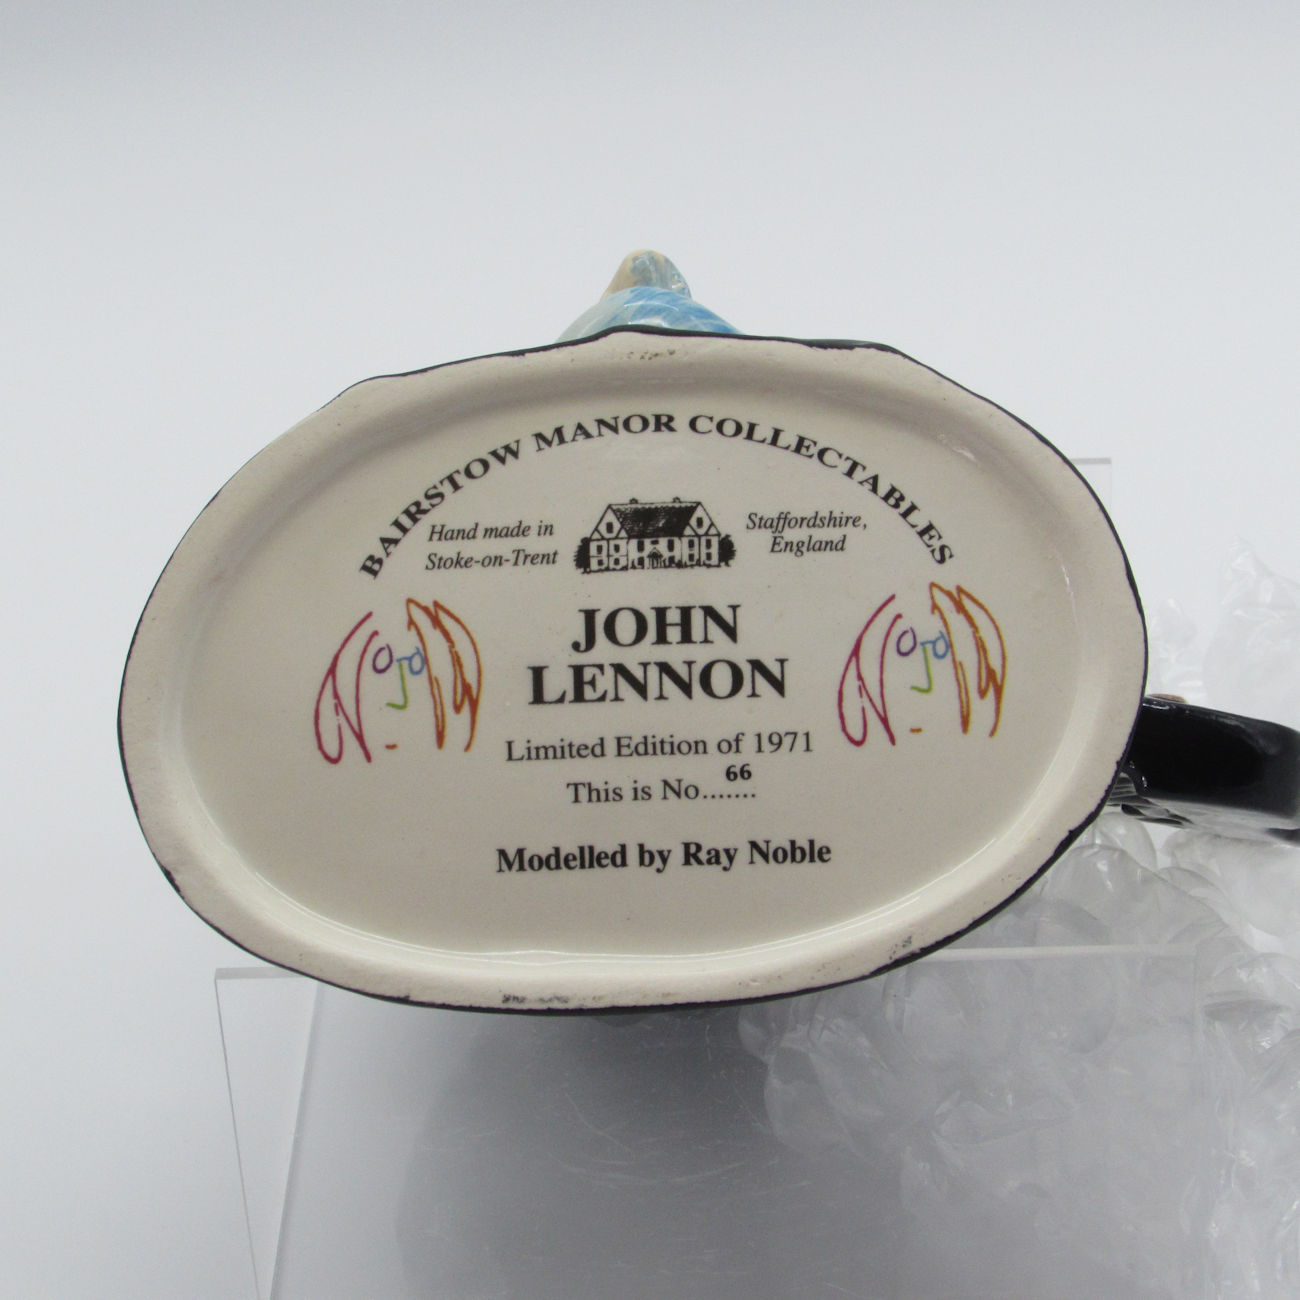 BAIRSTOW MANOR COLLECTABLES
Hand made in
Stoke-on-Trent
Staffordshire,
England
JOHN
LENNON
Limited Edition of 1971
This is No.......
66
Modelled by Ray Noble